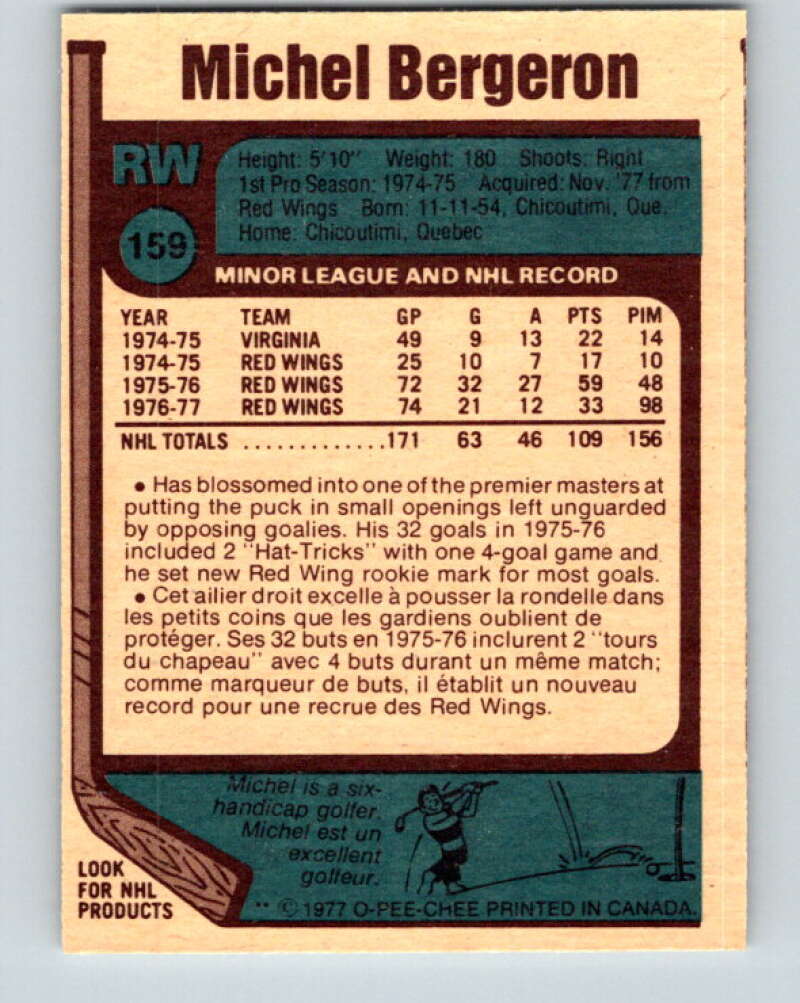 Michel Bergeron
RW
159
Height: 5'10" Weight: 180 Shoots: Right
1st Pro Season: 1974-75 Acquired: Nov. '77 from
Red Wings Born: 11-11-54, Chicoutimi, Que.
Home: Chicoutimi, Quebec
MINOR LEAGUE AND NHL RECORD
YEAR TEAM GP G A PTS PIM
1974-75 VIRGINIA 49 9 13 22 14
1974-75 RED WINGS 25 10 7 17 10
1975-76 RED WINGS 72 32 27 59 48
1976-77 RED WINGS 74 21 12 33 98
NHL TOTALS ..............171 63 46 109 156
• Has blossomed into one of the premier masters at
putting the puck in small openings left unguarded
by opposing goalies. His 32 goals in 1975-76
included 2 "Hat-Tricks" with one 4-goal game and
he set new Red Wing rookie mark for most goals.
• Cet ailier droit excelle à pousser la rondelle dans
les petits coins que les gardiens oublient de
protéger. Ses 32 buts en 1975-76 inclurent 2 "tours
du chapeau" avec 4 buts durant un même match;
comme marqueur de buts, il établit un nouveau
record pour une recrue des Red Wings.
Michel is a six-
handicap golfer.
Michel est un
excellent
golfeur.
LOOK
FOR NHL
PRODUCTS
** © 1977 O-PEE-CHEE PRINTED IN CANADA.